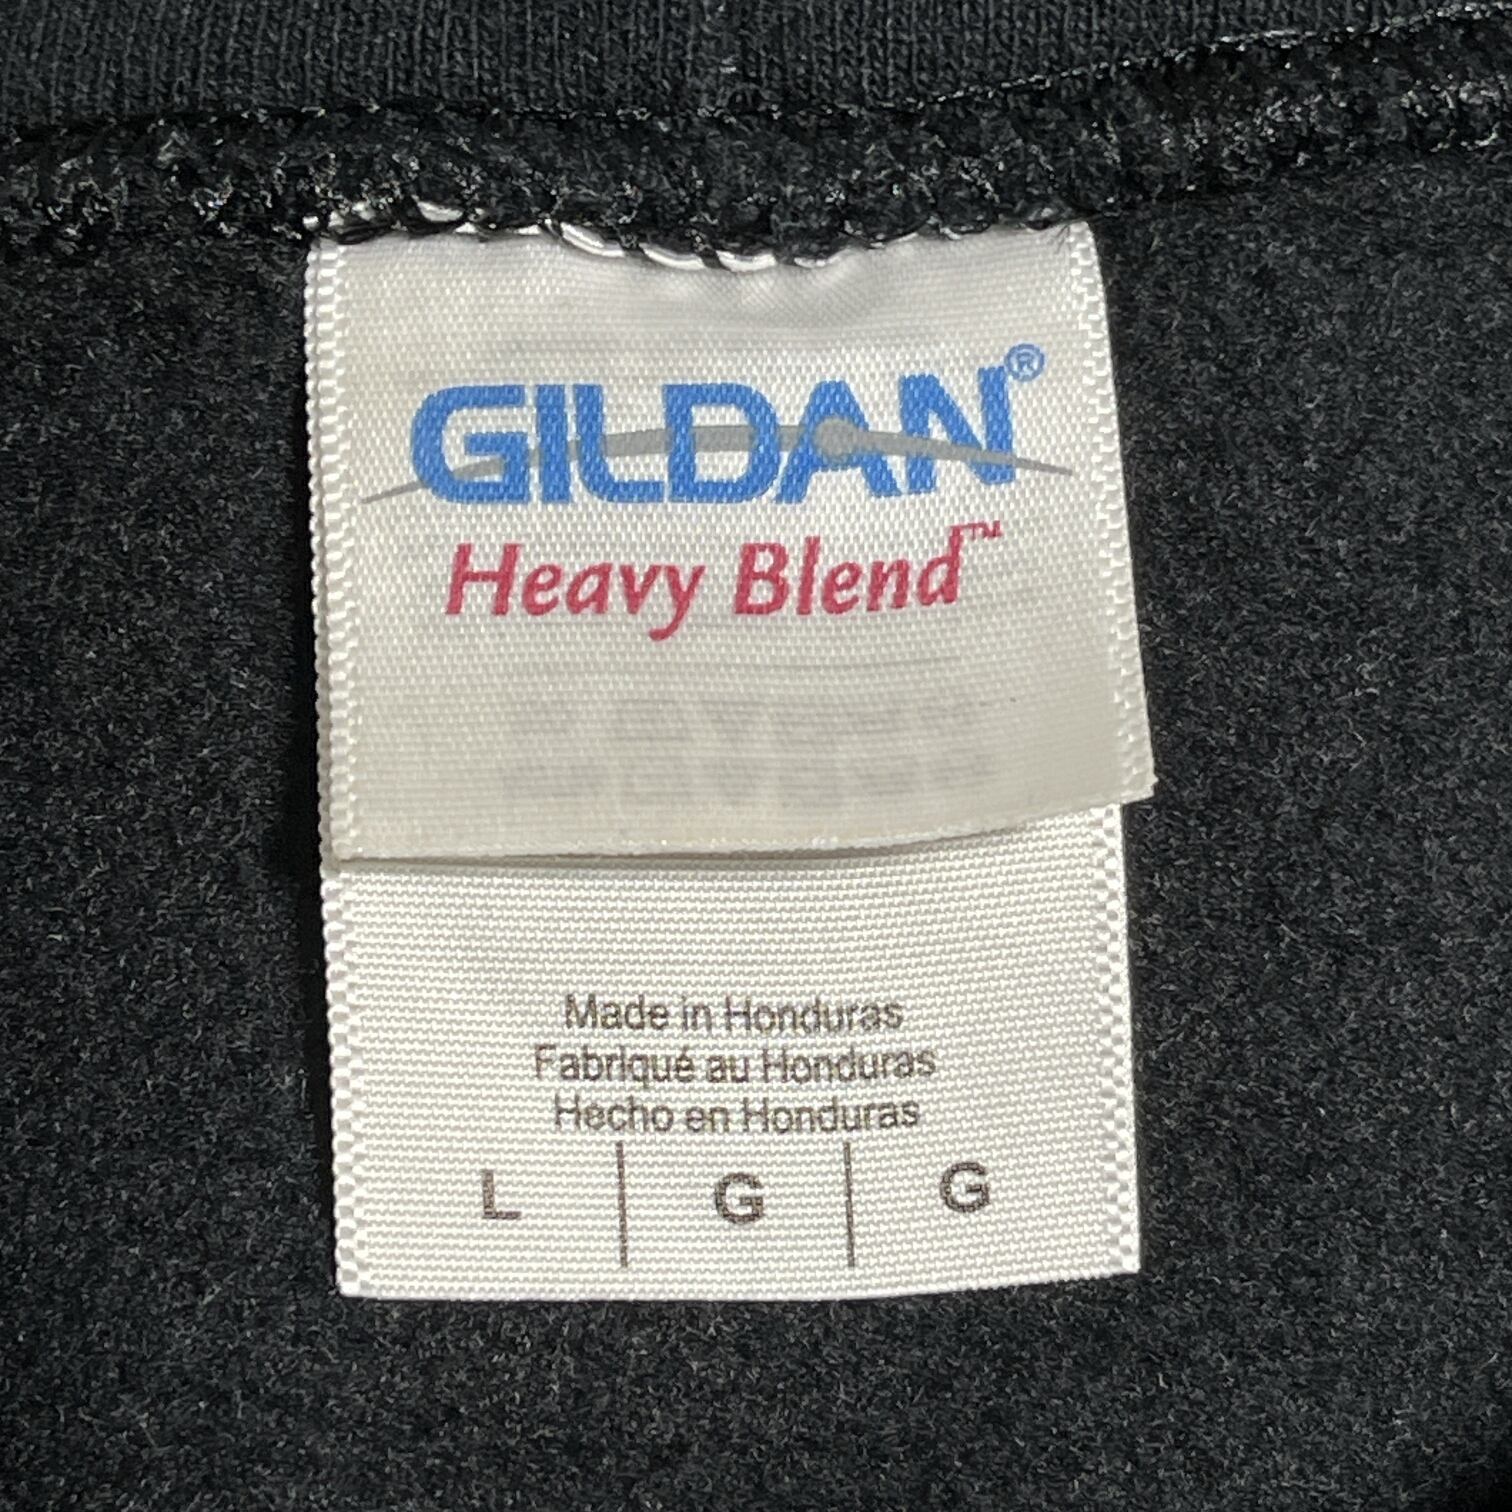 GILDAN®
Heavy Blend™
Made in Honduras
Fabriqué au Honduras
Hecho en Honduras
L | G | G